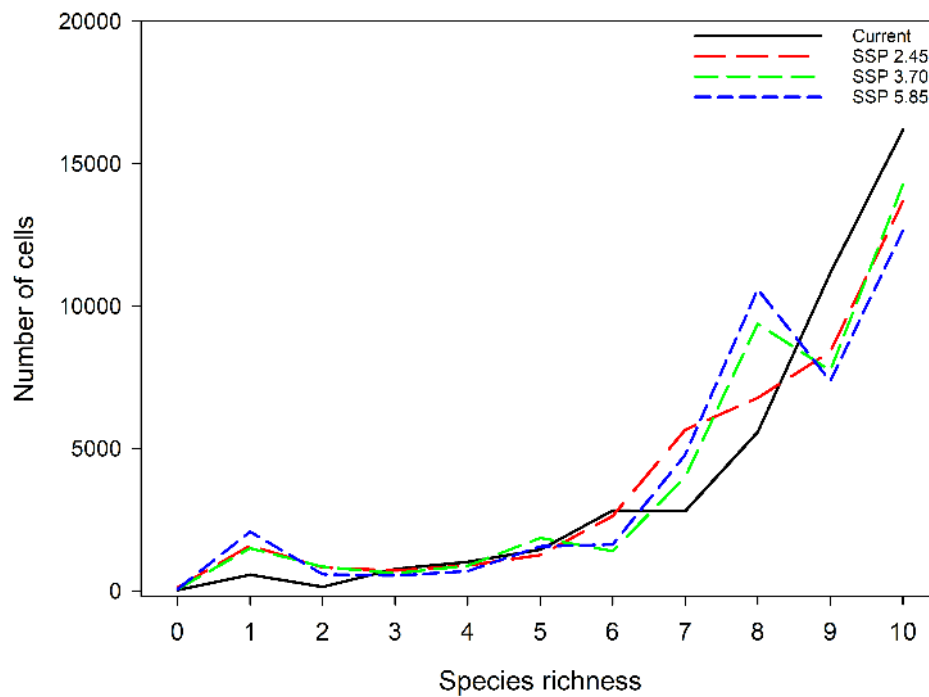 20000
15000
10000
5000
0
Number of cells
Current
SSP 2.45
SSP 3.70
SSP 5.85
0 1 2 3 4 5 6 7 8 9 10
Species richness